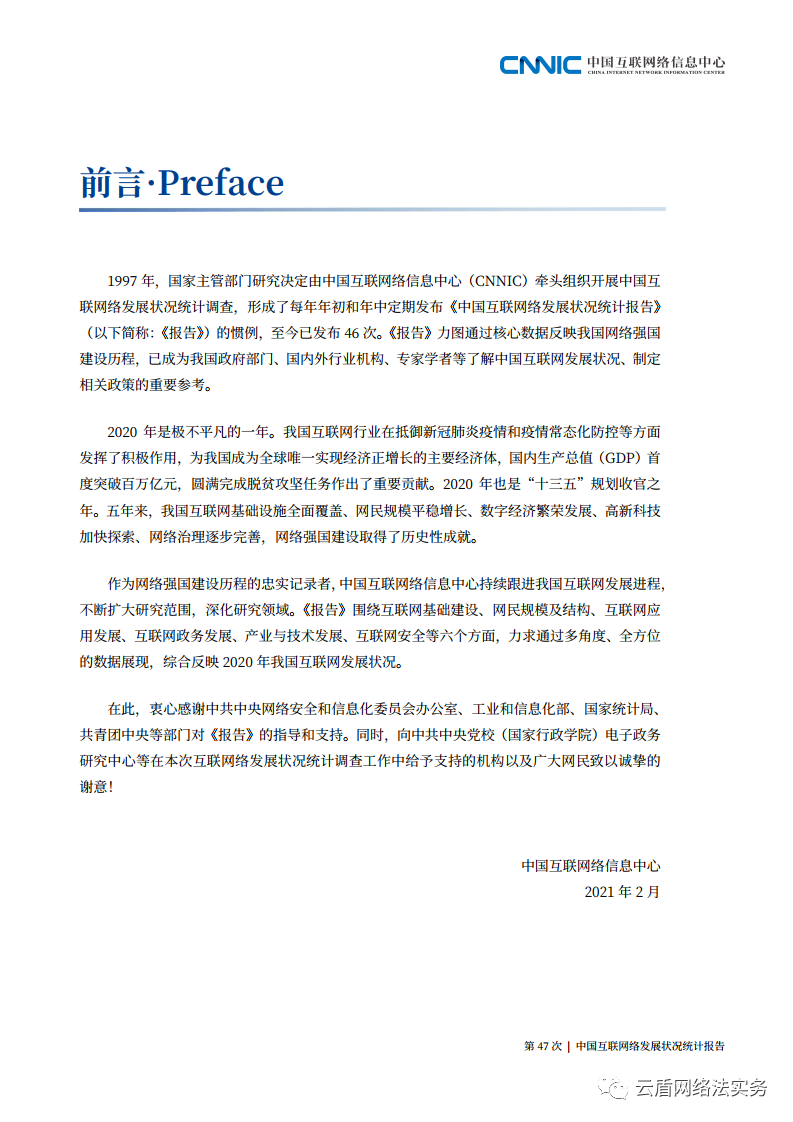 CNNIC 中国互联网络信息中心
CHINA INTERNET NETWORK INFORMATION CENTER
前言·Preface
1997 年，国家主管部门研究决定由中国互联网络信息中心（CNNIC）牵头组织开展中国互
联网络发展状况统计调查，形成了每年年初和年中定期发布《中国互联网络发展状况统计报告》
（以下简称：《报告》）的惯例，至今已发布 46 次。《报告》力图通过核心数据反映我国网络强国
建设历程，已成为我国政府部门、国内外行业机构、专家学者等了解中国互联网发展状况、制定
相关政策的重要参考。
2020 年是极不平凡的一年。我国互联网行业在抵御新冠肺炎疫情和疫情常态化防控等方面
发挥了积极作用，为我国成为全球唯一实现经济正增长的主要经济体，国内生产总值（GDP）首
度突破百万亿元，圆满完成脱贫攻坚任务作出了重要贡献。2020 年也是“十三五”规划收官之
年。五年来，我国互联网基础设施全面覆盖、网民规模平稳增长、数字经济繁荣发展、高新科技
加快探索、网络治理逐步完善，网络强国建设取得了历史性成就。
作为网络强国建设历程的忠实记录者，中国互联网络信息中心持续跟进我国互联网发展进程，
不断扩大研究范围，深化研究领域。《报告》围绕互联网基础建设、网民规模及结构、互联网应
用发展、互联网政务发展、产业与技术发展、互联网安全等六个方面，力求通过多角度、全方位
的数据展现，综合反映 2020 年我国互联网发展状况。
在此，衷心感谢中共中央网络安全和信息化委员会办公室、工业和信息化部、国家统计局、
共青团中央等部门对《报告》的指导和支持。同时，向中共中央党校（国家行政学院）电子政务
研究中心等在本次互联网络发展状况统计调查工作中给予支持的机构以及广大网民致以诚挚的
谢意！
中国互联网络信息中心
2021 年 2 月
第 47 次 | 中国互联网络发展状况统计报告
云盾网络法实务